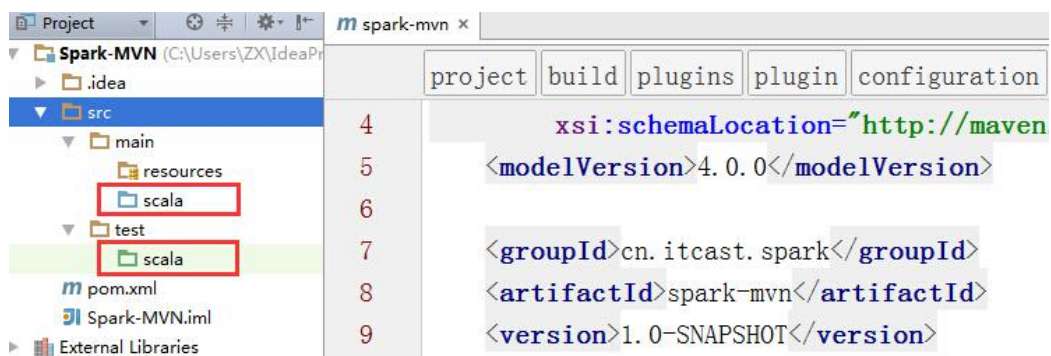 Project
Spark-MVN (C:\Users\ZX\IdeaPr
.idea
src
main
resources
scala
test
scala
m pom.xml
Spark-MVN.iml
External Libraries
m spark-mvn ×
project build plugins plugin configuration
4 xsi:schemaLocation="http://maven.
5 <modelVersion>4.0.0</modelVersion>
6
7 <groupId>cn.itcast.spark</groupId>
8 <artifactId>spark-mvn</artifactId>
9 <version>1.0-SNAPSHOT</version>